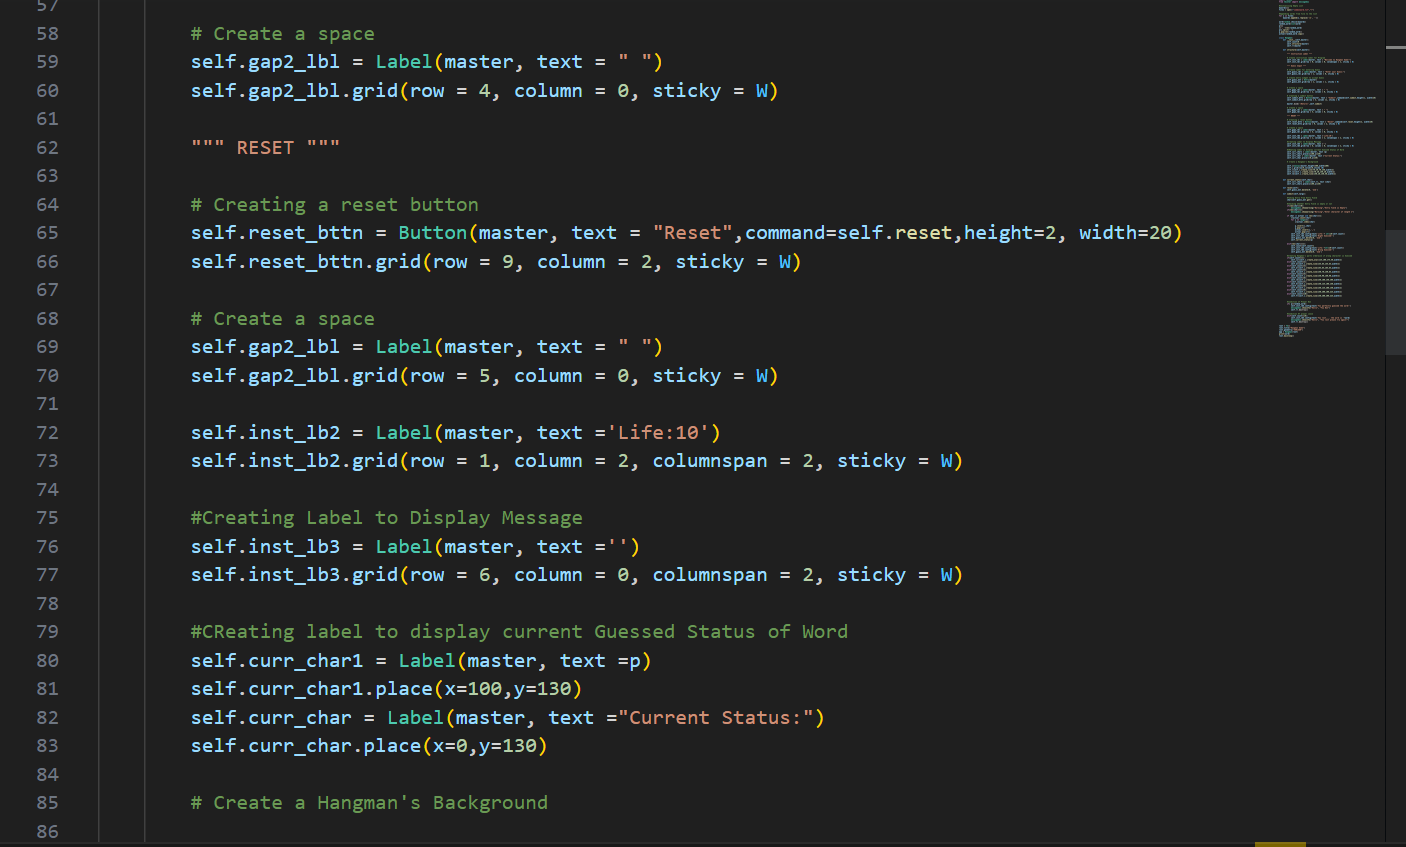 57
58 # Create a space
59 self.gap2_lbl = Label(master, text = " ")
60 self.gap2_lbl.grid(row = 4, column = 0, sticky = W)
61
62 """ RESET """
63
64 # Creating a reset button
65 self.reset_bttn = Button(master, text = "Reset",command=self.reset,height=2, width=20)
66 self.reset_bttn.grid(row = 9, column = 2, sticky = W)
67
68 # Create a space
69 self.gap2_lbl = Label(master, text = " ")
70 self.gap2_lbl.grid(row = 5, column = 0, sticky = W)
71
72 self.inst_lb2 = Label(master, text ='Life:10')
73 self.inst_lb2.grid(row = 1, column = 2, columnspan = 2, sticky = W)
74
75 #Creating Label to Display Message
76 self.inst_lb3 = Label(master, text ='')
77 self.inst_lb3.grid(row = 6, column = 0, columnspan = 2, sticky = W)
78
79 #CReating label to display current Guessed Status of Word
80 self.curr_char1 = Label(master, text =p)
81 self.curr_char1.place(x=100,y=130)
82 self.curr_char = Label(master, text ="Current Status:")
83 self.curr_char.place(x=0,y=130)
84
85 # Create a Hangman's Background
86